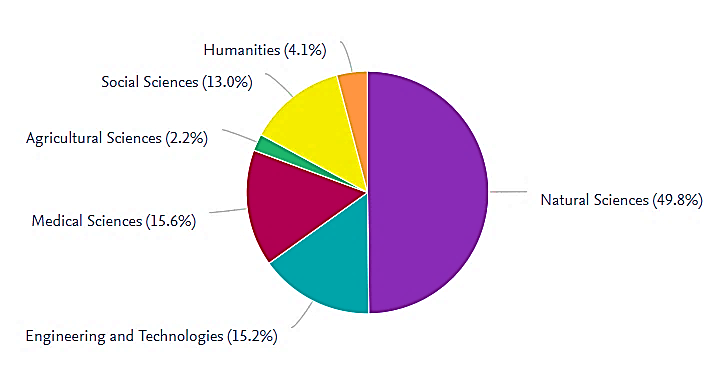 Humanities (4.1%)
Social Sciences (13.0%)
Agricultural Sciences (2.2%)
Natural Sciences (49.8%)
Medical Sciences (15.6%)
Engineering and Technologies (15.2%)